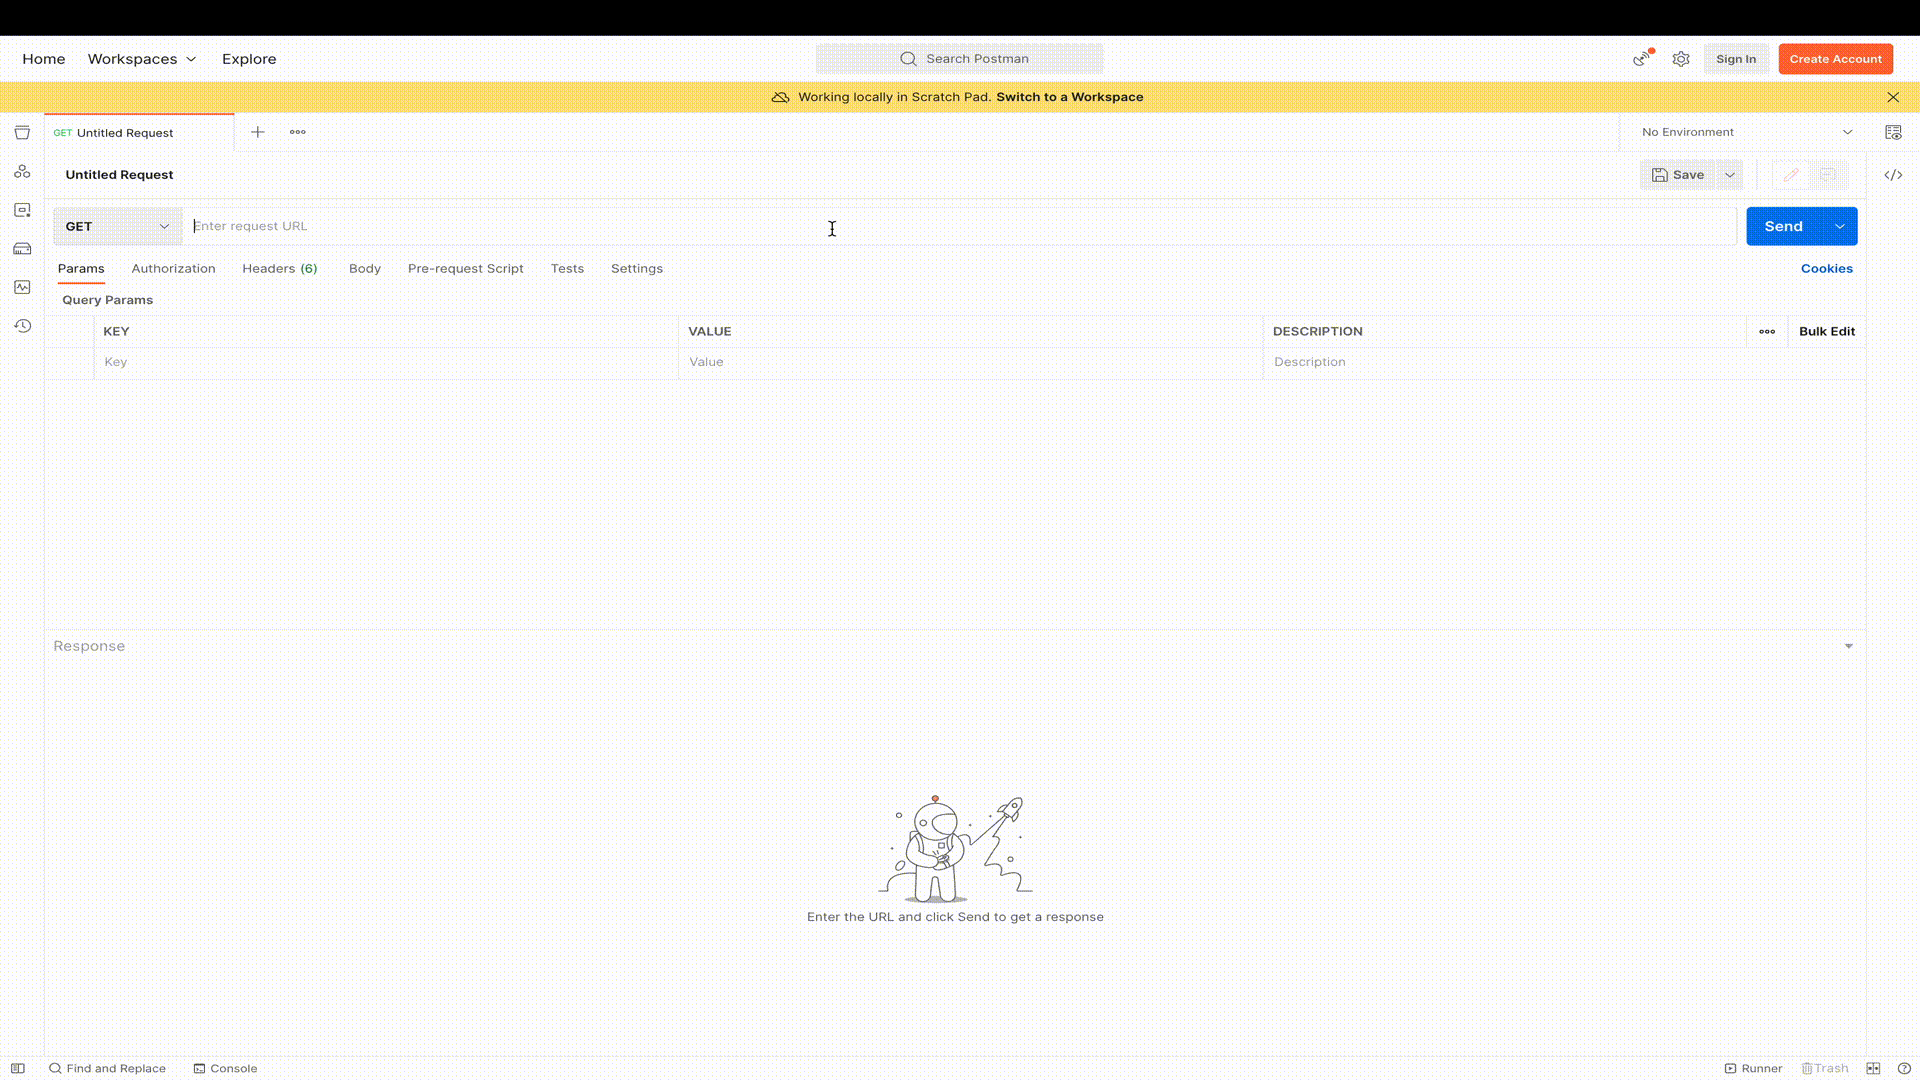 Home Workspaces Explore Search Postman Sign In Create Account
Working locally in Scratch Pad. Switch to a Workspace
GET Untitled Request No Environment
Untitled Request Save
GET Enter request URL Send
Params Authorization Headers (6) Body Pre-request Script Tests Settings Cookies
Query Params
KEY VALUE DESCRIPTION Bulk Edit
Key Value Description
Response
Enter the URL and click Send to get a response
Find and Replace Console Runner Trash